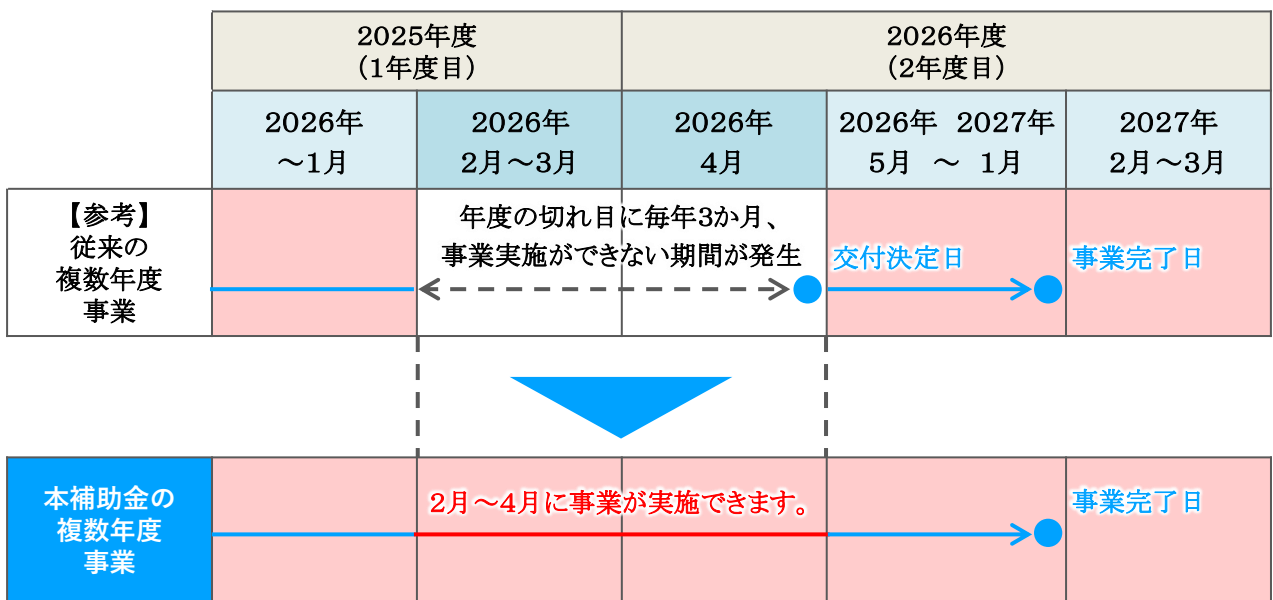 2025年度
(1年度目)
2026年度
(2年度目)
2026年
～1月
2026年
2月～3月
2026年
4月
2026年 2027年
5月 ～ 1月
2027年
2月～3月
【参考】
従来の
複数年度
事業
年度の切れ目に毎年3か月、
事業実施ができない期間が発生
交付決定日
事業完了日
本補助金の
複数年度
事業
2月～4月に事業が実施できます。
事業完了日